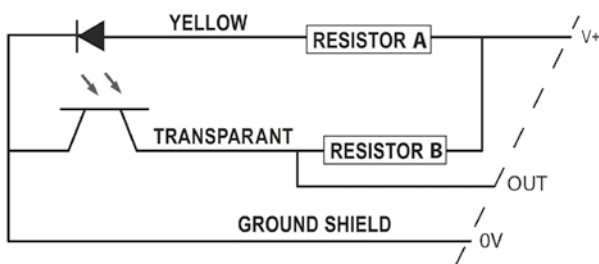 YELLOW
RESISTOR A
V+
TRANSPARANT
RESISTOR B
OUT
GROUND SHIELD
0V